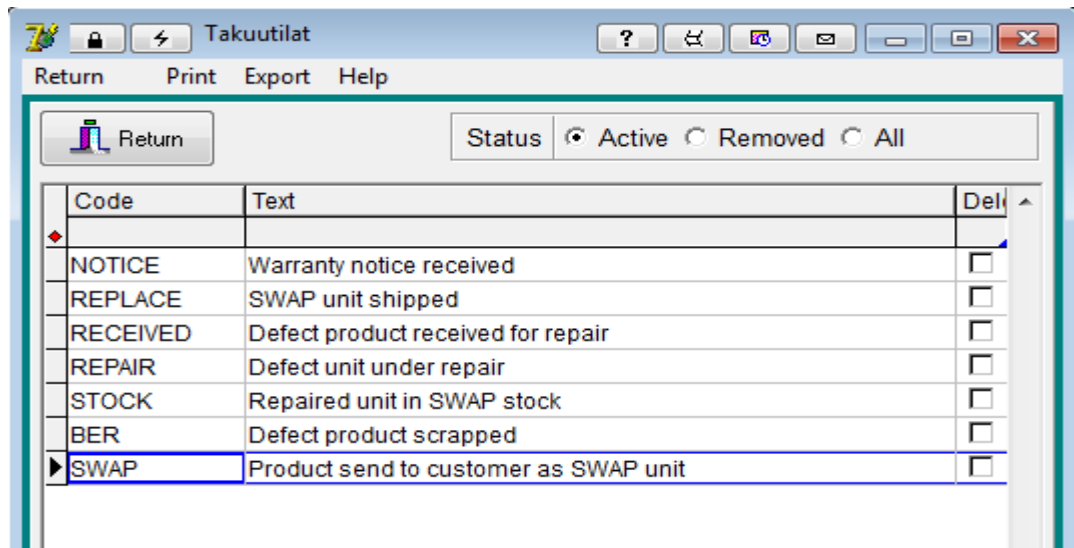 Takuutilat
Return Print Export Help
Return Status Active Removed All
Code Text Dele
NOTICE Warranty notice received
REPLACE SWAP unit shipped
RECEIVED Defect product received for repair
REPAIR Defect unit under repair
STOCK Repaired unit in SWAP stock
BER Defect product scrapped
SWAP Product send to customer as SWAP unit